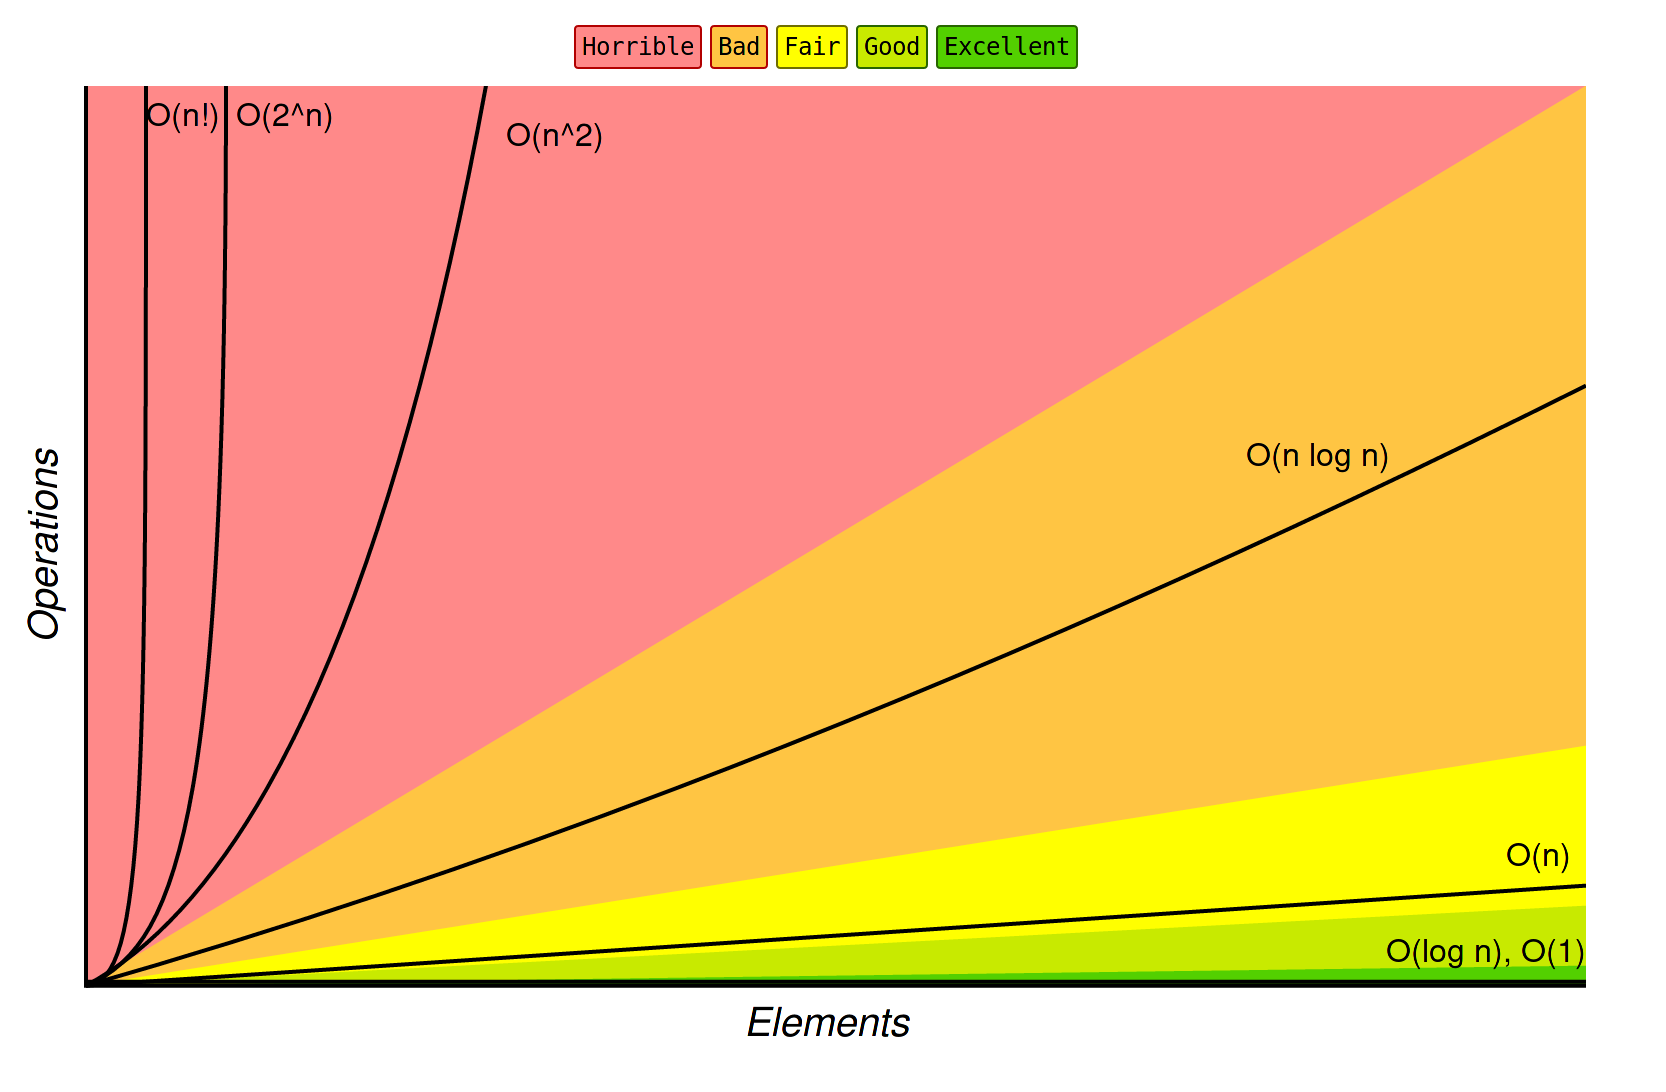 Horrible Bad Fair Good Excellent
O(n!) O(2^n)
O(n^2)
O(n log n)
Operations
O(n)
O(log n), O(1)
Elements